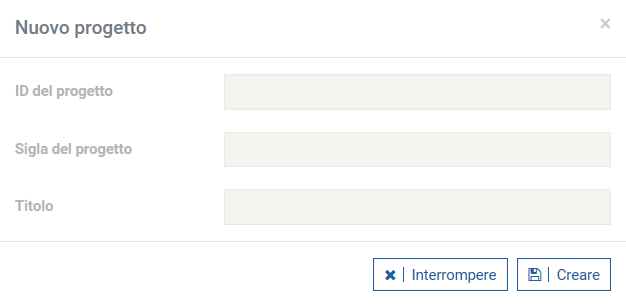 Nuovo progetto ×
ID del progetto
Sigla del progetto
Titolo
Interrompere Creare